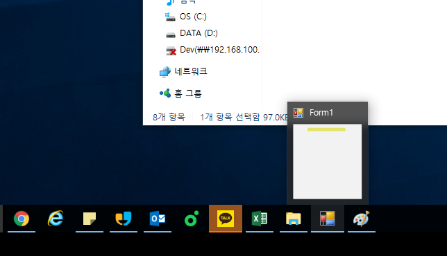 OS (C:)
DATA (D:)
Dev(₩₩192.168.100.
네트워크
홈 그룹
8개 항목 1개 항목 선택함 97.0KB
Form1
TALK